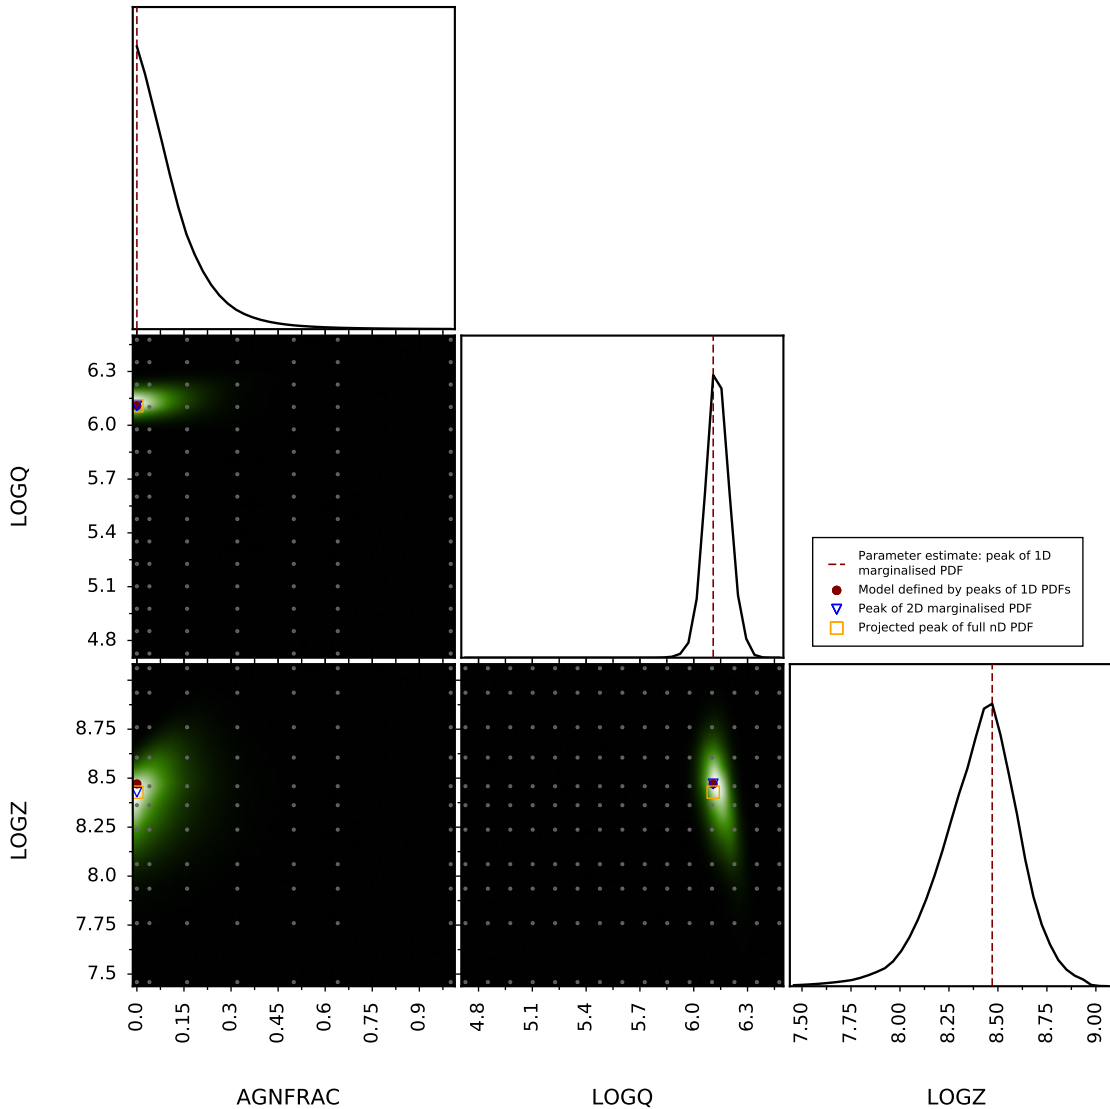 6.3
6.0
5.7
5.4
5.1
4.8
LOGQ
Parameter estimate: peak of 1D
marginalised PDF
Model defined by peaks of 1D PDFs
Peak of 2D marginalised PDF
Projected peak of full nD PDF
8.75
8.5
8.25
8.0
7.75
7.5
LOGZ
0.0 0.15 0.3 0.45 0.6 0.75 0.9
4.8 5.1 5.4 5.7 6.0 6.3
7.50 7.75 8.00 8.25 8.50 8.75 9.00
AGNFRAC LOGQ LOGZ